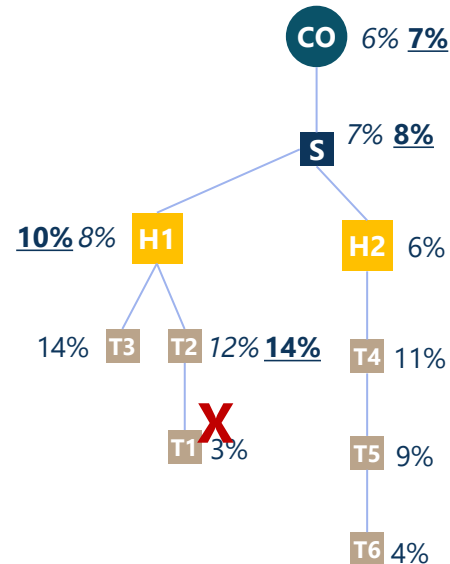 CO 6% 7%
S 7% 8%
10% 8% H1
H2 6%
14% T3
T2 12% 14%
T4 11%
X
T1 3%
T5 9%
T6 4%